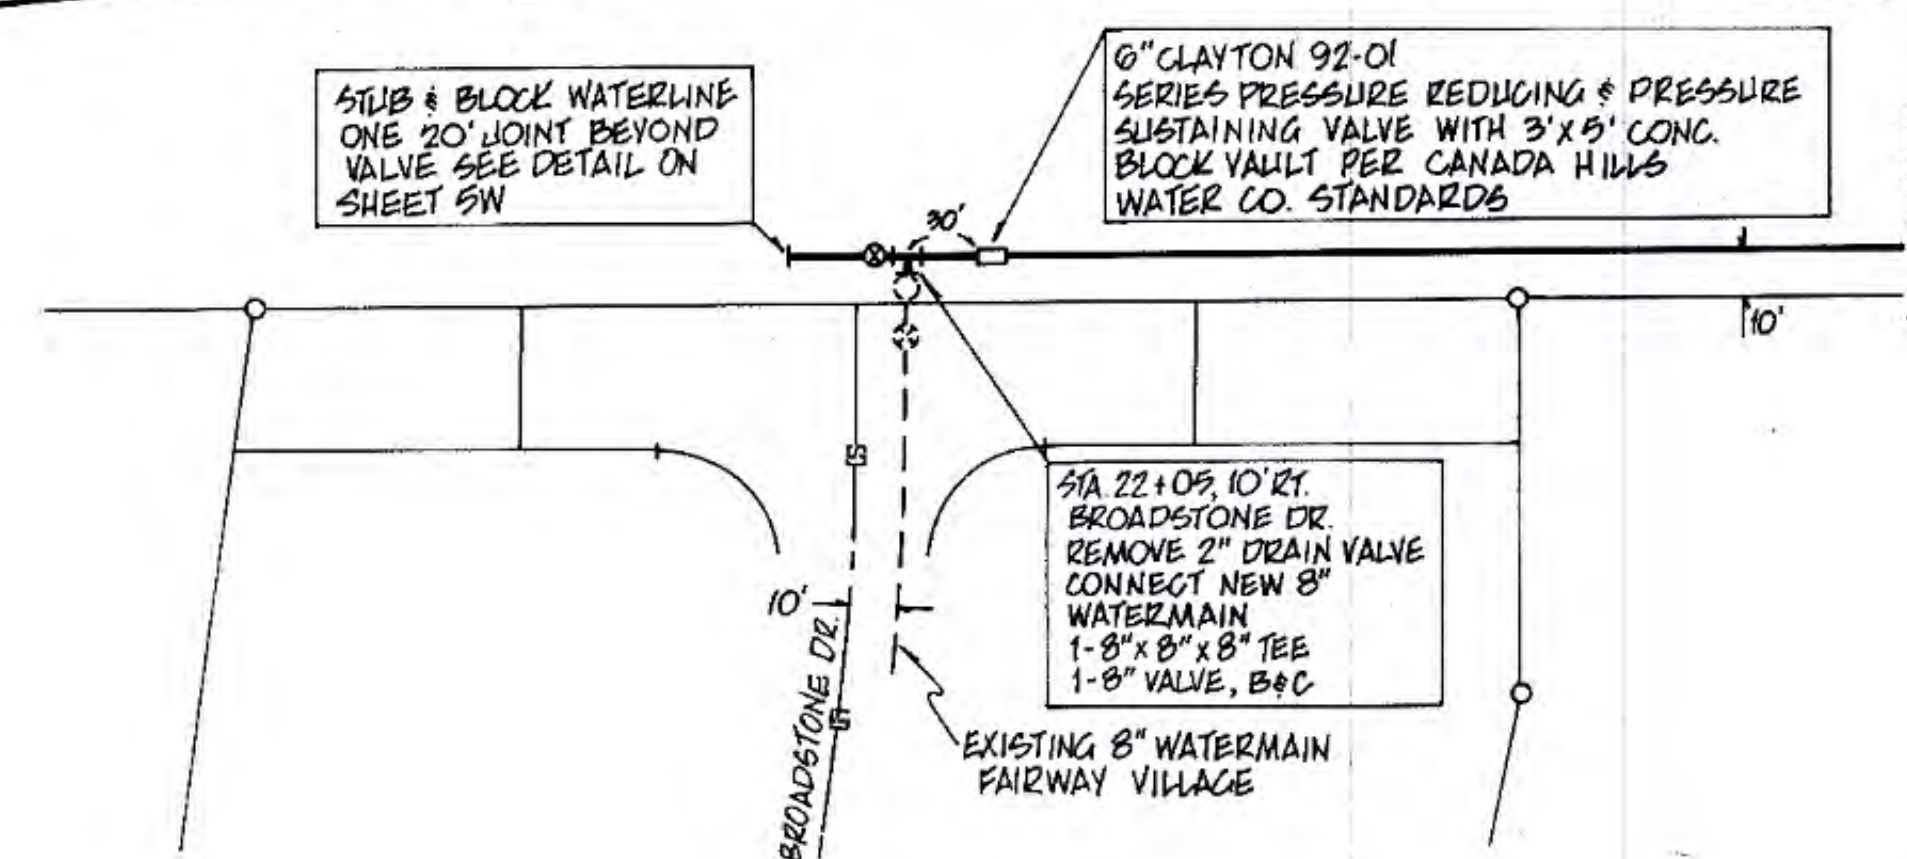 STUB & BLOCK WATERLINE
ONE 20' JOINT BEYOND
VALVE SEE DETAIL ON
SHEET 5W
6" CLAYTON 92-01
SERIES PRESSURE REDUCING & PRESSURE
SUSTAINING VALVE WITH 3' X 5' CONC.
BLOCK VAULT PER CANADA HILLS
WATER CO. STANDARDS
30'
10'
STA. 22+05, 10' RT.
BROADSTONE DR.
REMOVE 2" DRAIN VALVE
CONNECT NEW 8"
WATERMAIN
1-8" x 8" x 8" TEE
1-8" VALVE, B&C
10'
BROADSTONE DR.
EXISTING 8" WATERMAIN
FAIRWAY VILLAGE